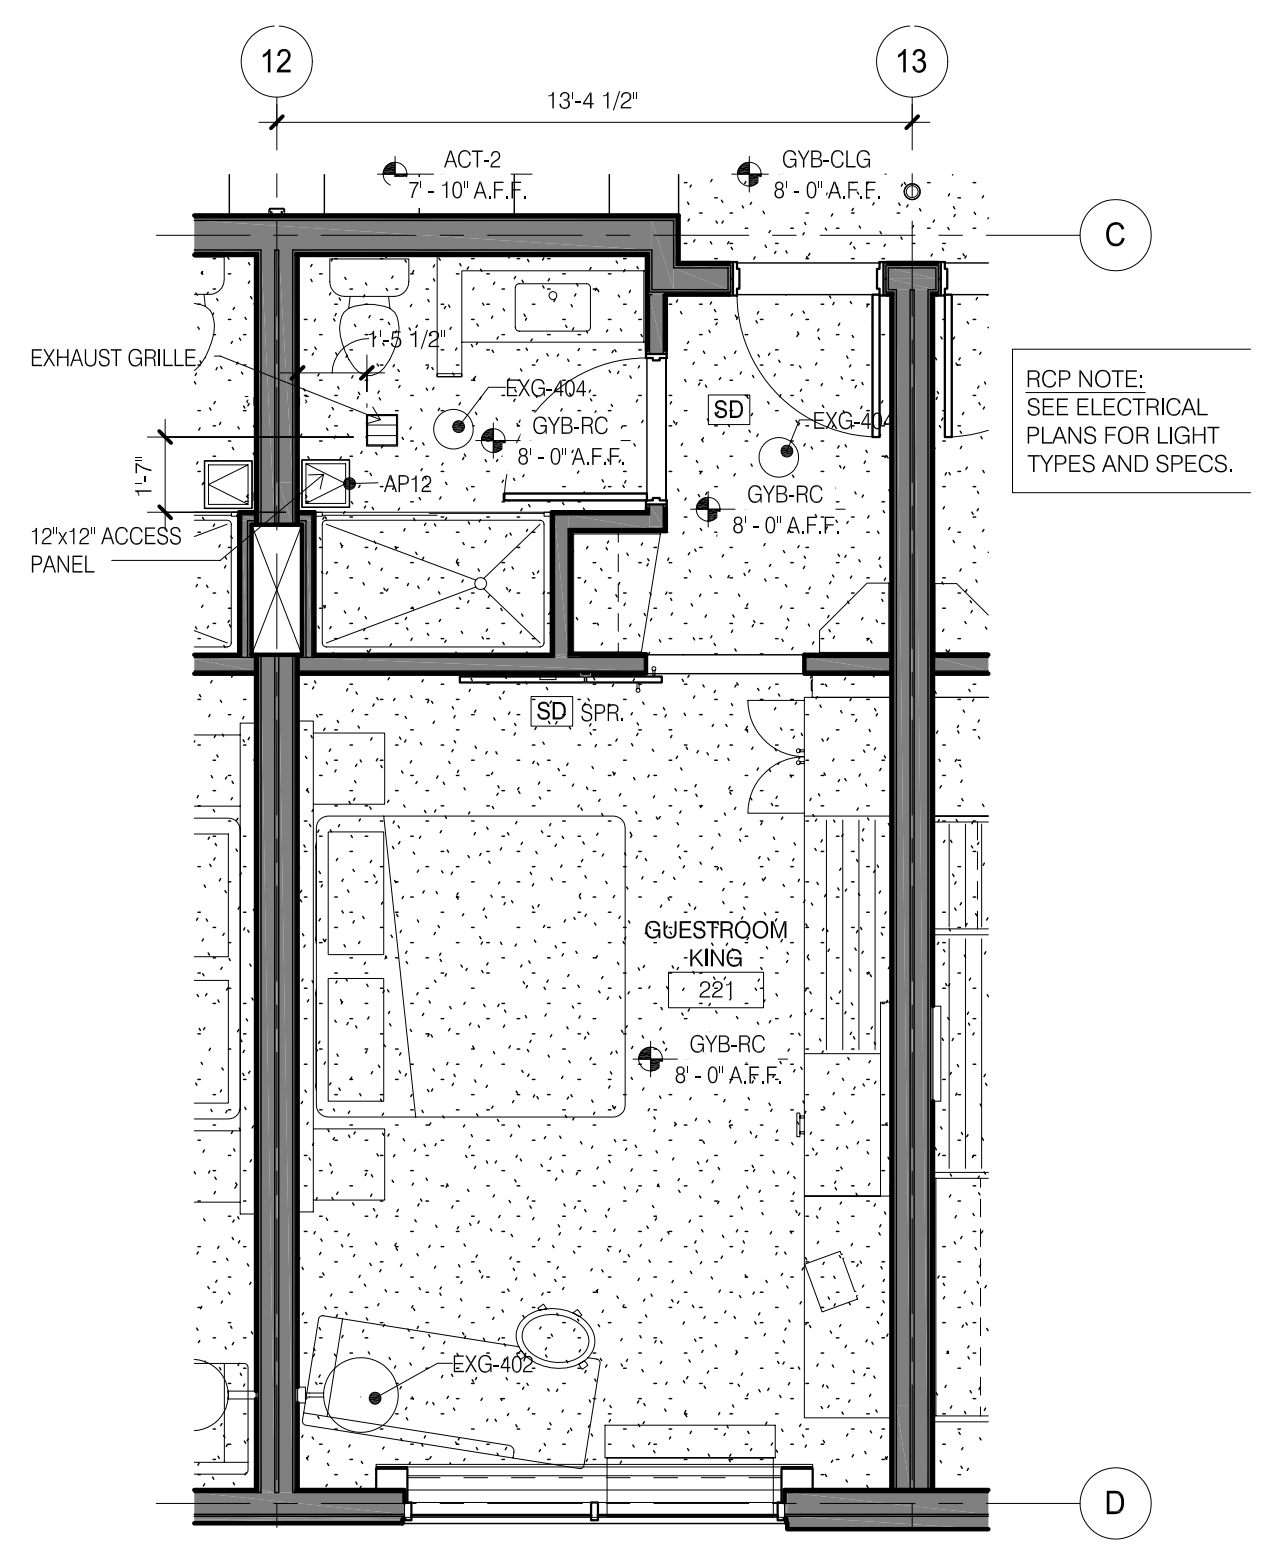 12
13
13'-4 1/2"
ACT-2
7' - 10" A.F.F.
GYB-CLG
8' - 0" A.F.F.
C
1'-5 1/2"
EXHAUST GRILLE
EXG-404
SD
EXG-404
GYB-RC
8' - 0" A.F.F.
RCP NOTE:
SEE ELECTRICAL
PLANS FOR LIGHT
TYPES AND SPECS.
1'-7"
AP12
GYB-RC
8' - 0" A.F.F.
12"x12" ACCESS
PANEL
SD SPR.
GUESTROOM
KING
221
GYB-RC
8' - 0" A.F.F.
EXG-402
D